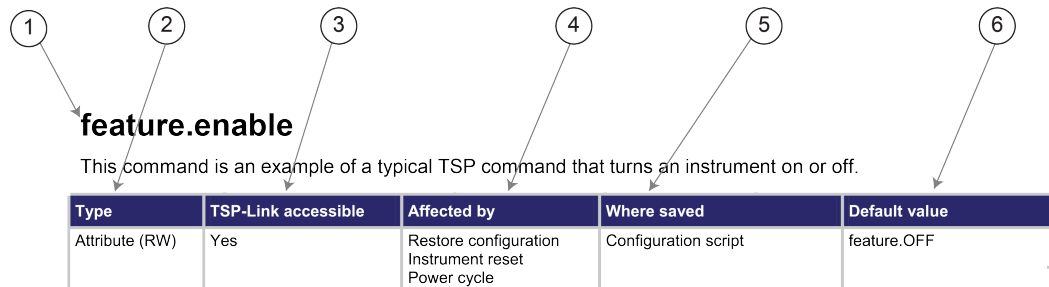 1 2 3 4 5 6
feature.enable
This command is an example of a typical TSP command that turns an instrument on or off.
Type TSP-Link accessible Affected by Where saved Default value
Attribute (RW) Yes Restore configuration Configuration script feature.OFF
Instrument reset
Power cycle